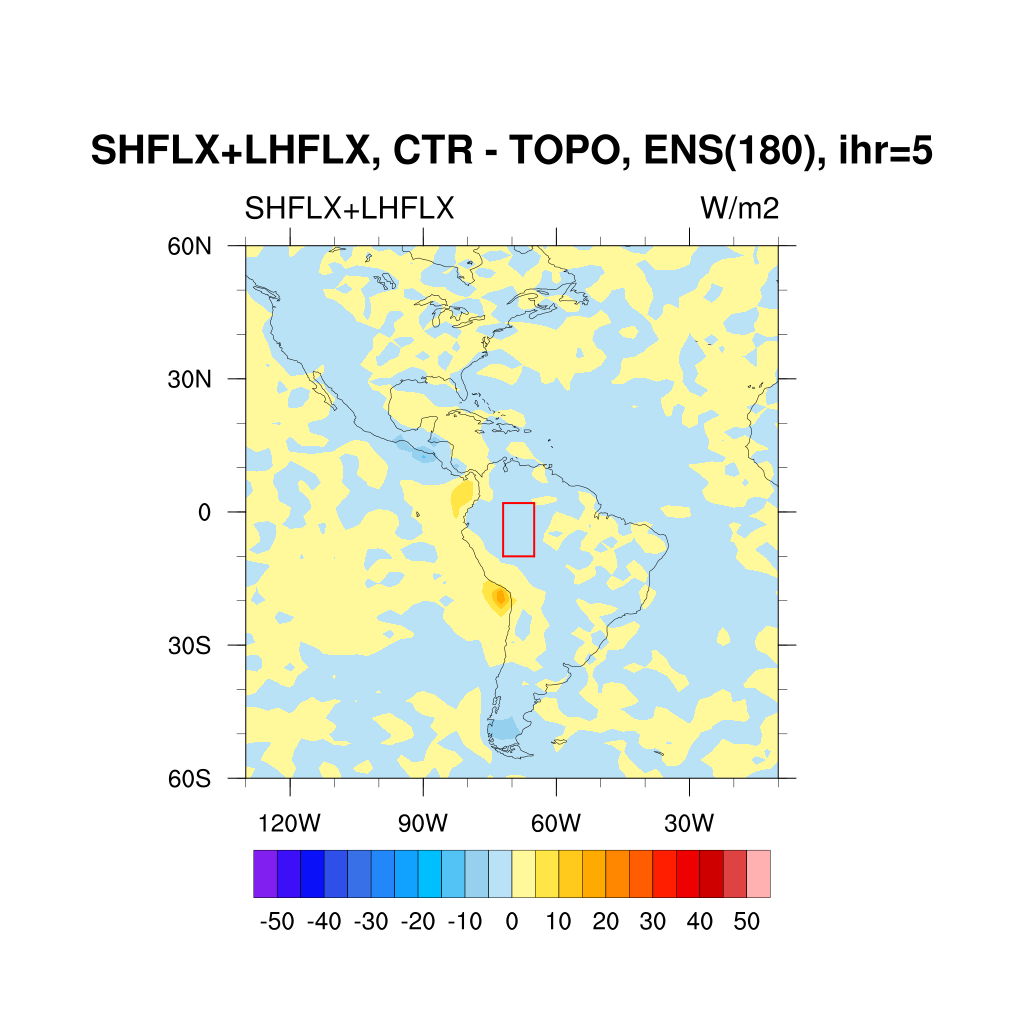 SHFLX+LHFLX, CTR - TOPO, ENS(180), ihr=5
SHFLX+LHFLX W/m2
60N
30N
0
30S
60S
120W 90W 60W 30W
-50 -40 -30 -20 -10 0 10 20 30 40 50